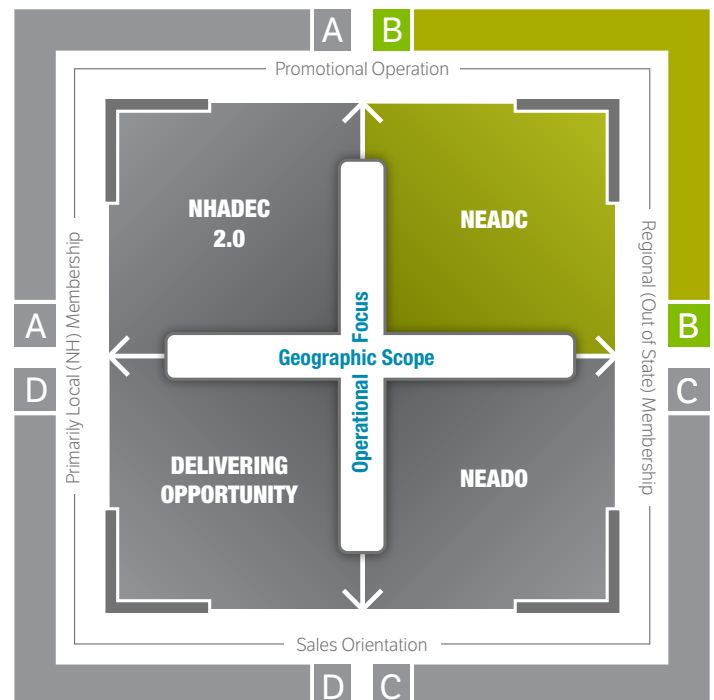 A B
Promotional Operation
NHADEC
2.0
NEADC
Primarily Local (NH) Membership
Regional (Out of State) Membership
Operational Focus
Geographic Scope
A
B
D
C
DELIVERING
OPPORTUNITY
NEADO
Sales Orientation
D C